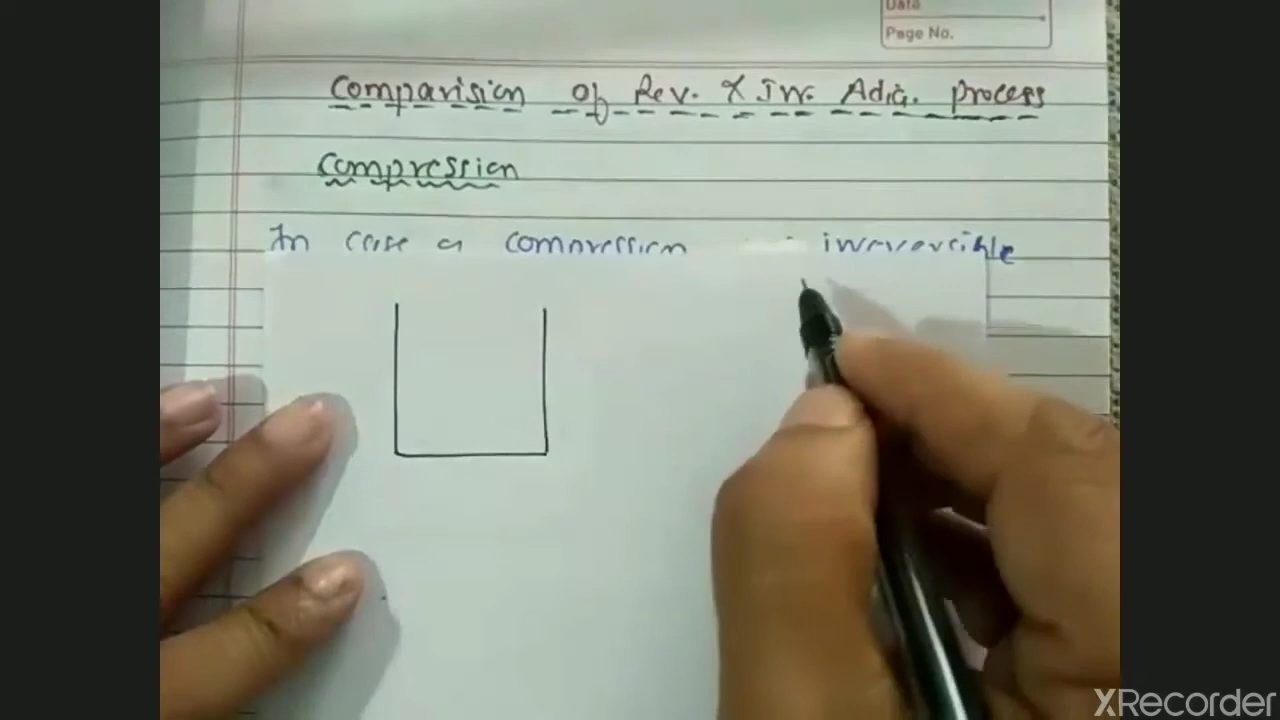 Date
Page No.
Comparision of Rev. & Irr. Adia. Process
Compression
In case of compression irreversible
XRecorder